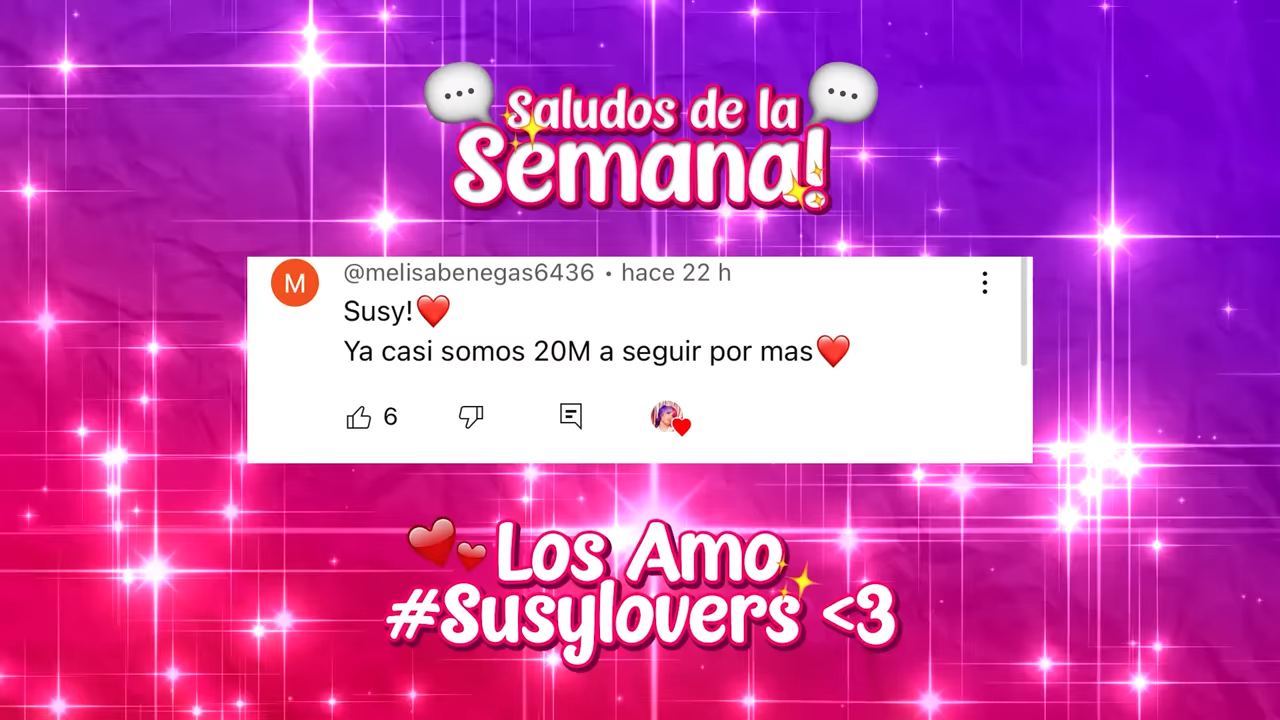 Saludos de la
Semana!
M
@melisabenegas6436 • hace 22 h
Susy!❤️
Ya casi somos 20M a seguir por mas❤️
6
Los Amo
#Susylovers <3